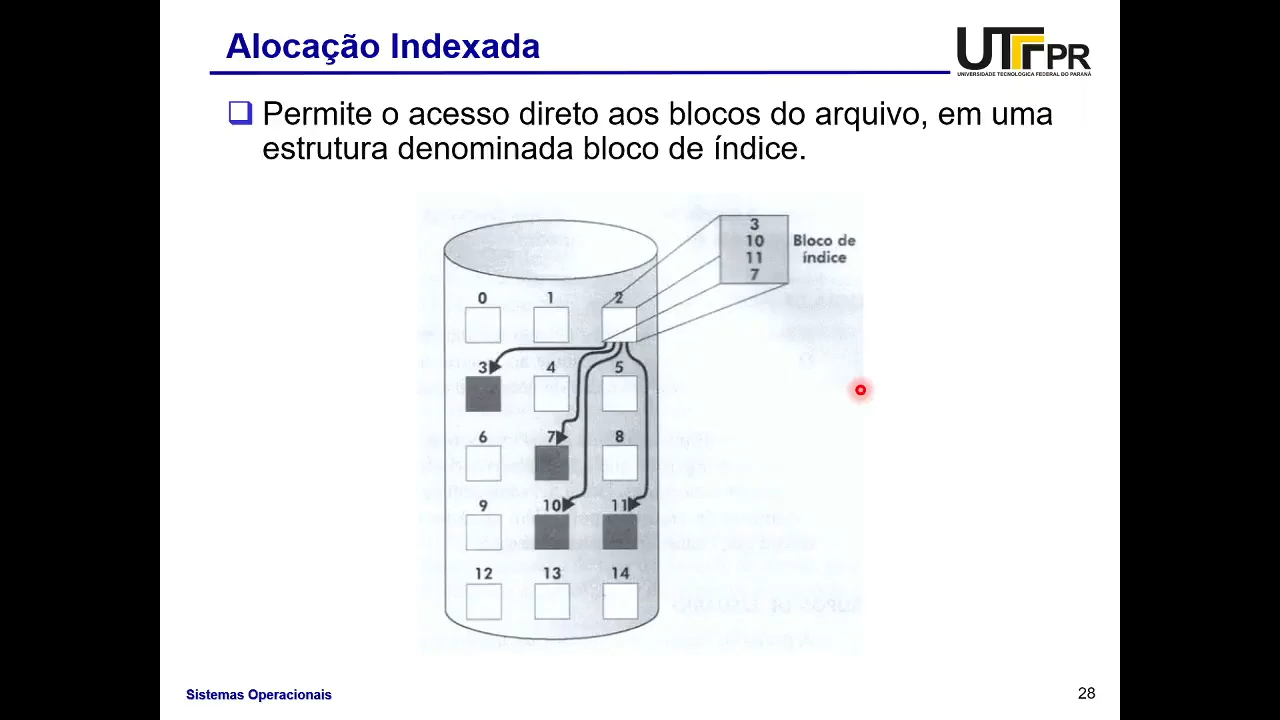 Alocação Indexada
UTFPR
UNIVERSIDADE TECNOLÓGICA FEDERAL DO PARANÁ
Permite o acesso direto aos blocos do arquivo, em uma
estrutura denominada bloco de índice.
3
10
11
7
Bloco de
índice
0 1 2
3 4 5
6 7 8
9 10 11
12 13 14
Sistemas Operacionais
28